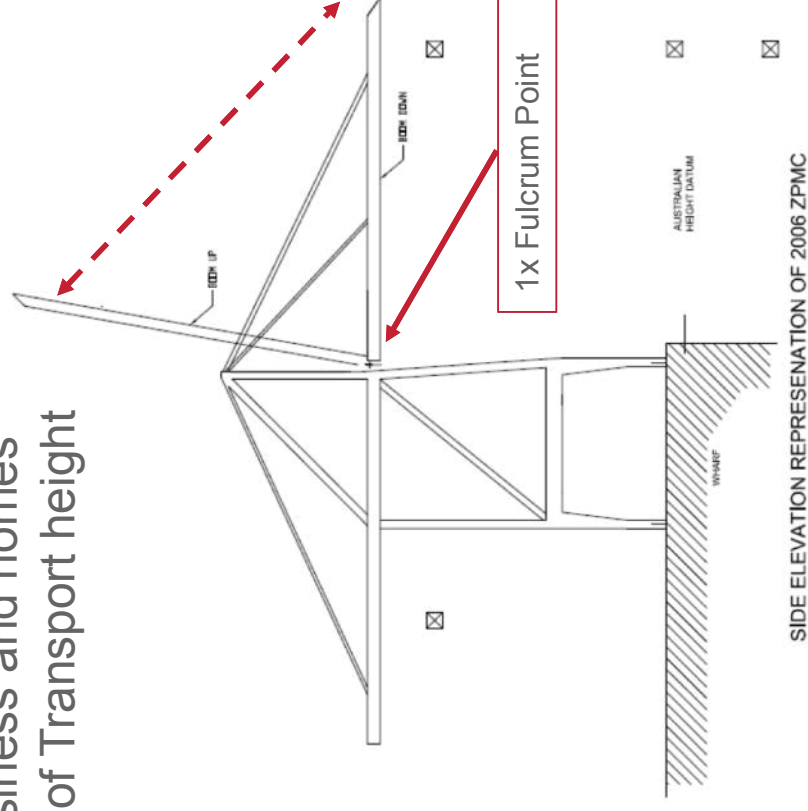 siness and homes
of Transport height
BOOM UP
BOOM DOWN
1x Fulcrum Point
AUSTRALIAN
HEIGHT DATUM
WHARF
SIDE ELEVATION REPRESENATION OF 2006 ZPMC